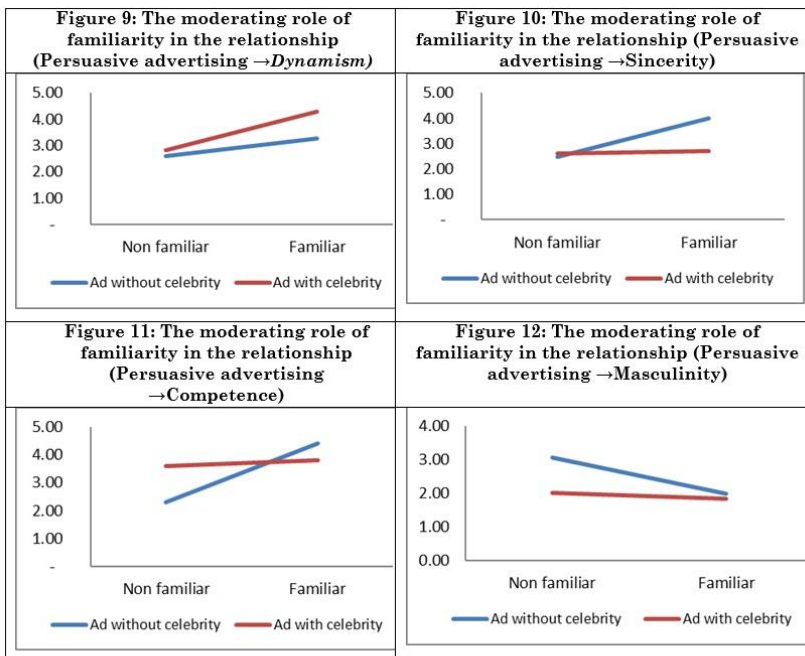 Figure 9: The moderating role of
familiarity in the relationship
(Persuasive advertising →Dynamism)
5.00
4.00
3.00
2.00
1.00
-
Non familiar Familiar
Ad without celebrity Ad with celebrity
Figure 10: The moderating role of
familiarity in the relationship (Persuasive
advertising →Sincerity)
5.00
4.00
3.00
2.00
1.00
-
Non familiar Familiar
Ad without celebrity Ad with celebrity
Figure 11: The moderating role of
familiarity in the relationship
(Persuasive advertising
→Competence)
5.00
4.00
3.00
2.00
1.00
-
Non familiar Familiar
Ad without celebrity Ad with celebrity
Figure 12: The moderating role of
familiarity in the relationship (Persuasive
advertising →Masculinity)
4.00
3.00
2.00
1.00
0.00
Non familiar Familiar
Ad without celebrity Ad with celebrity